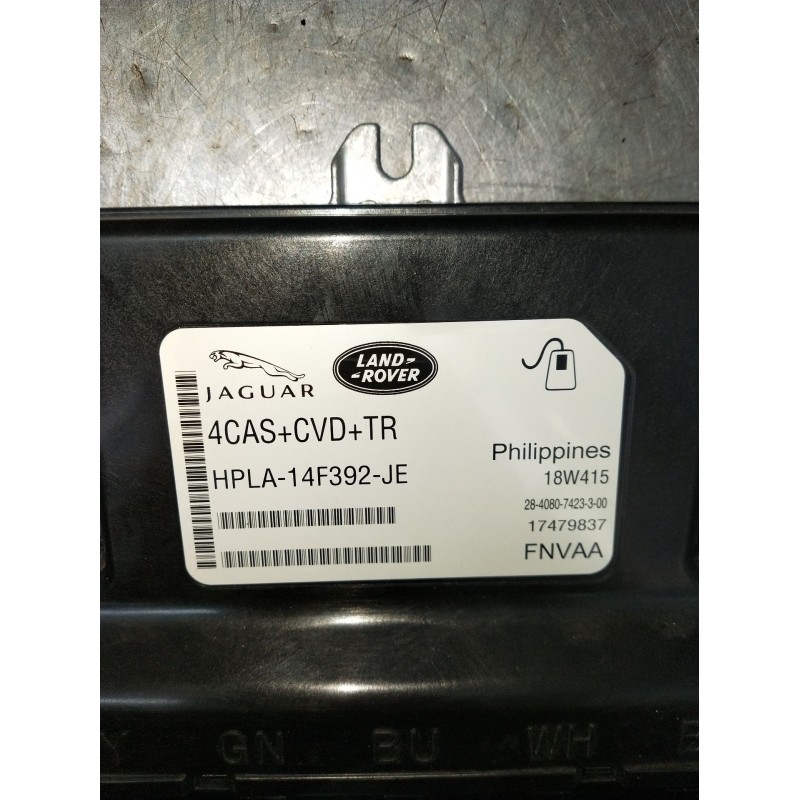 JAGUAR
LAND-
-ROVER
4CAS+CVD+TR
HPLA-14F392-JE
Philippines
18W415
28-4080-7423-3-00
17479837
FNVAA
Y GN BU WH